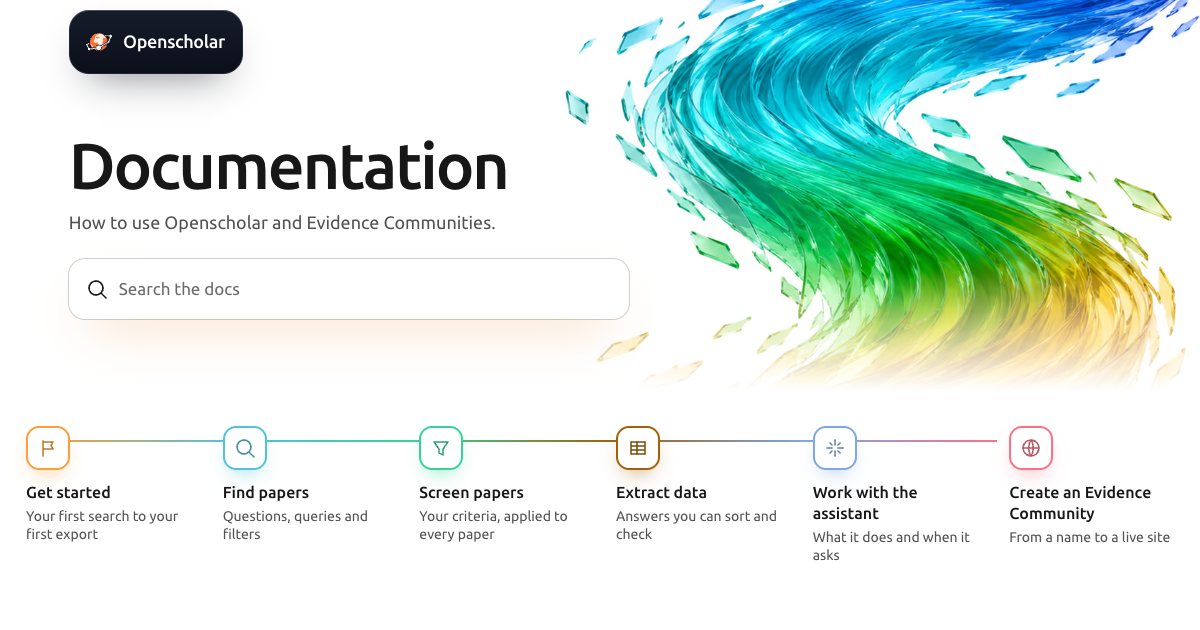 Openscholar
Documentation
How to use Openscholar and Evidence Communities.
Search the docs
Get started
Your first search to your
first export
Find papers
Questions, queries and
filters
Screen papers
Your criteria, applied to
every paper
Extract data
Answers you can sort and
check
Work with the
assistant
What it does and when it
asks
Create an Evidence
Community
From a name to a live site